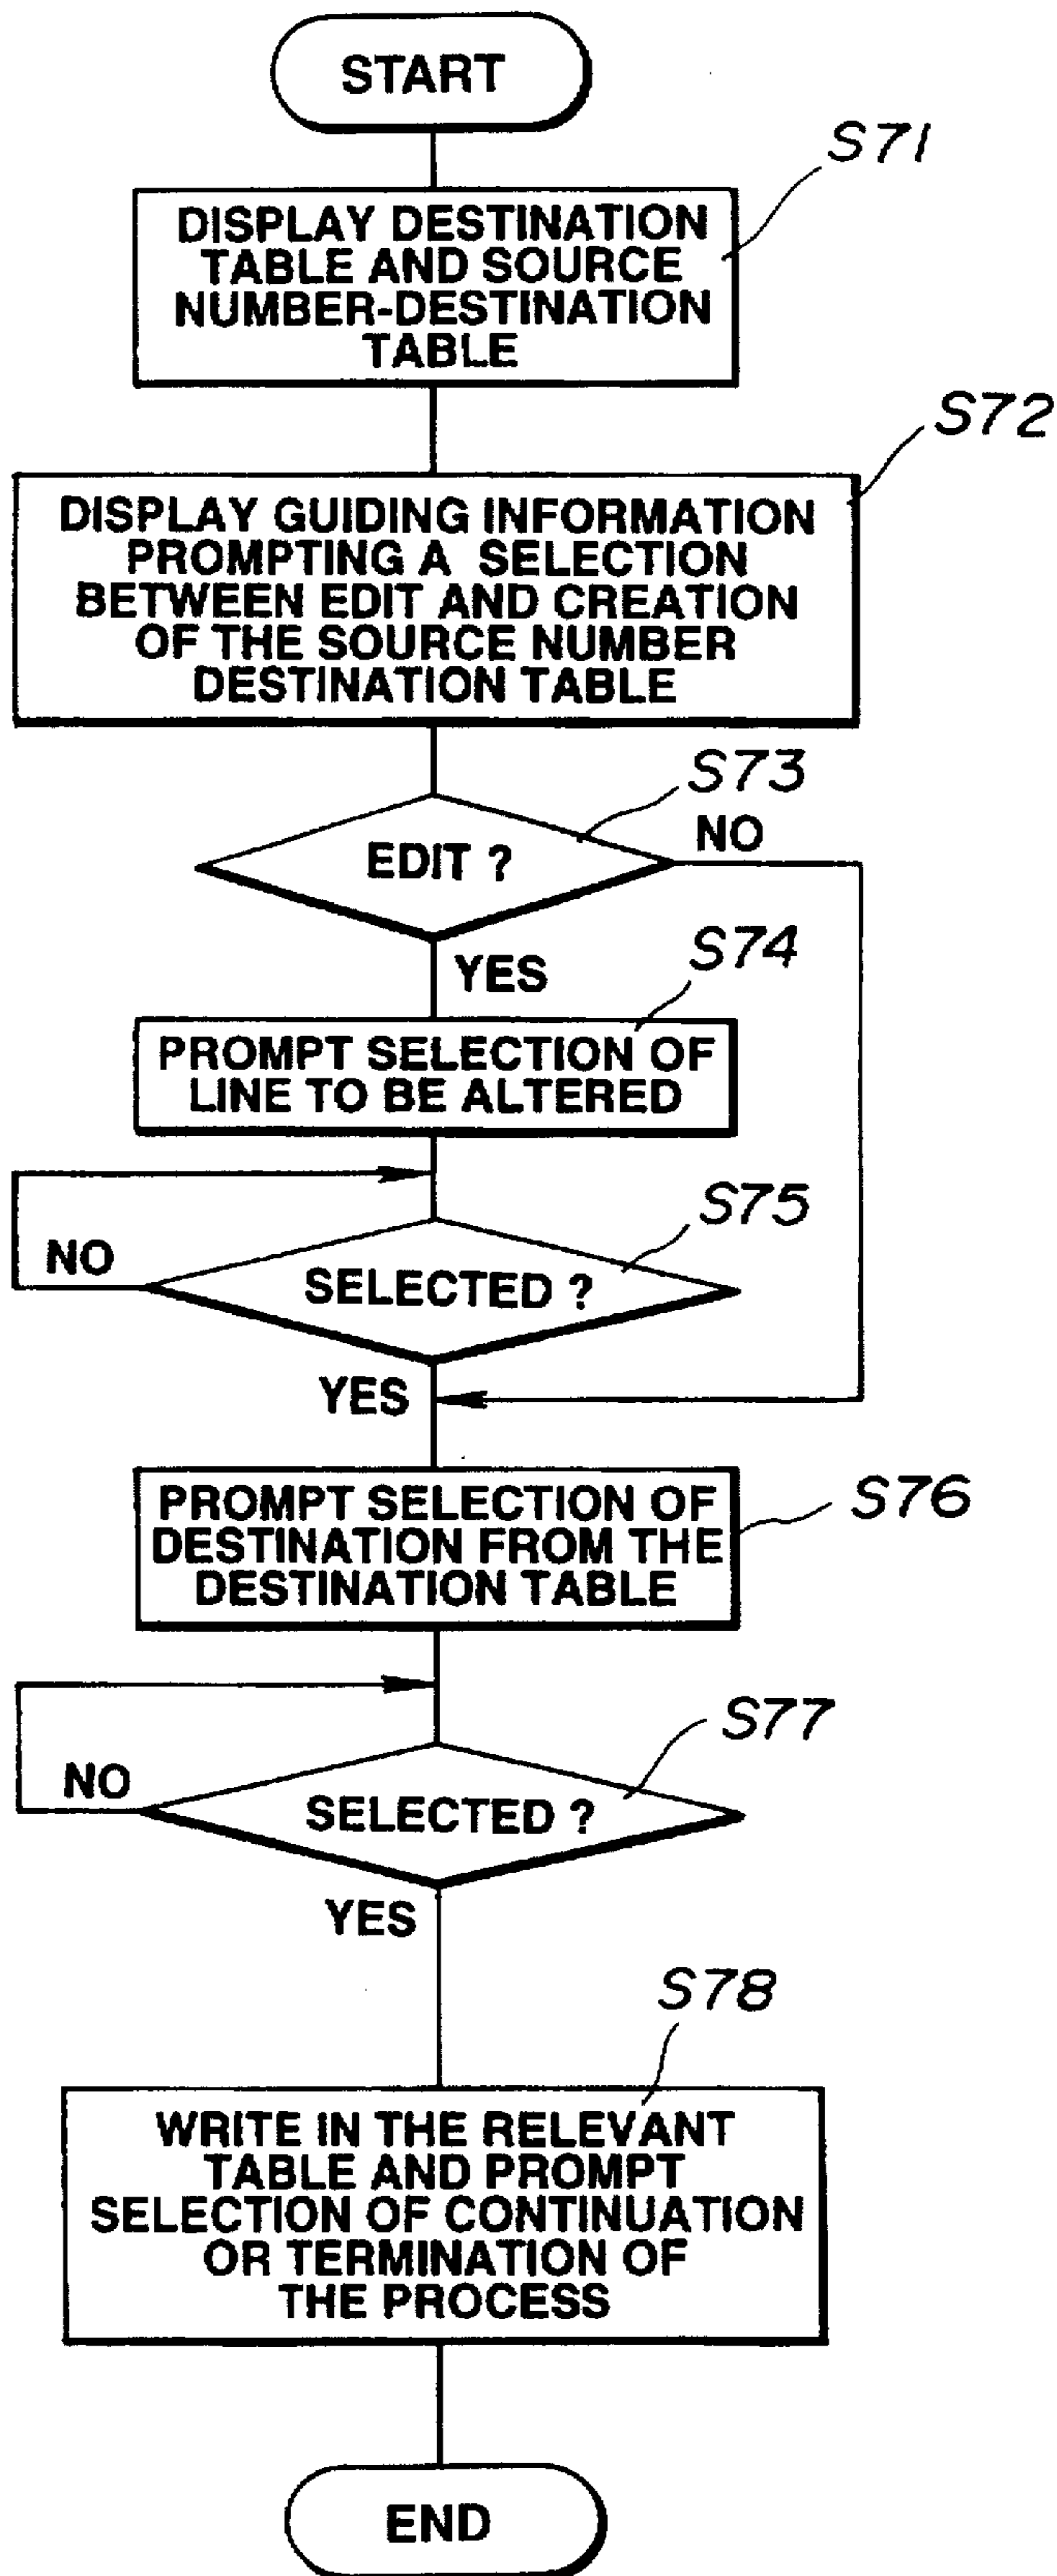 START
S71
DISPLAY DESTINATION
TABLE AND SOURCE
NUMBER-DESTINATION
TABLE
S72
DISPLAY GUIDING INFORMATION
PROMPTING A SELECTION
BETWEEN EDIT AND CREATION
OF THE SOURCE NUMBER
DESTINATION TABLE
S73
EDIT ?
NO
YES
S74
PROMPT SELECTION OF
LINE TO BE ALTERED
S75
NO
SELECTED ?
YES
S76
PROMPT SELECTION OF
DESTINATION FROM THE
DESTINATION TABLE
S77
NO
SELECTED ?
YES
S78
WRITE IN THE RELEVANT
TABLE AND PROMPT
SELECTION OF CONTINUATION
OR TERMINATION OF
THE PROCESS
END